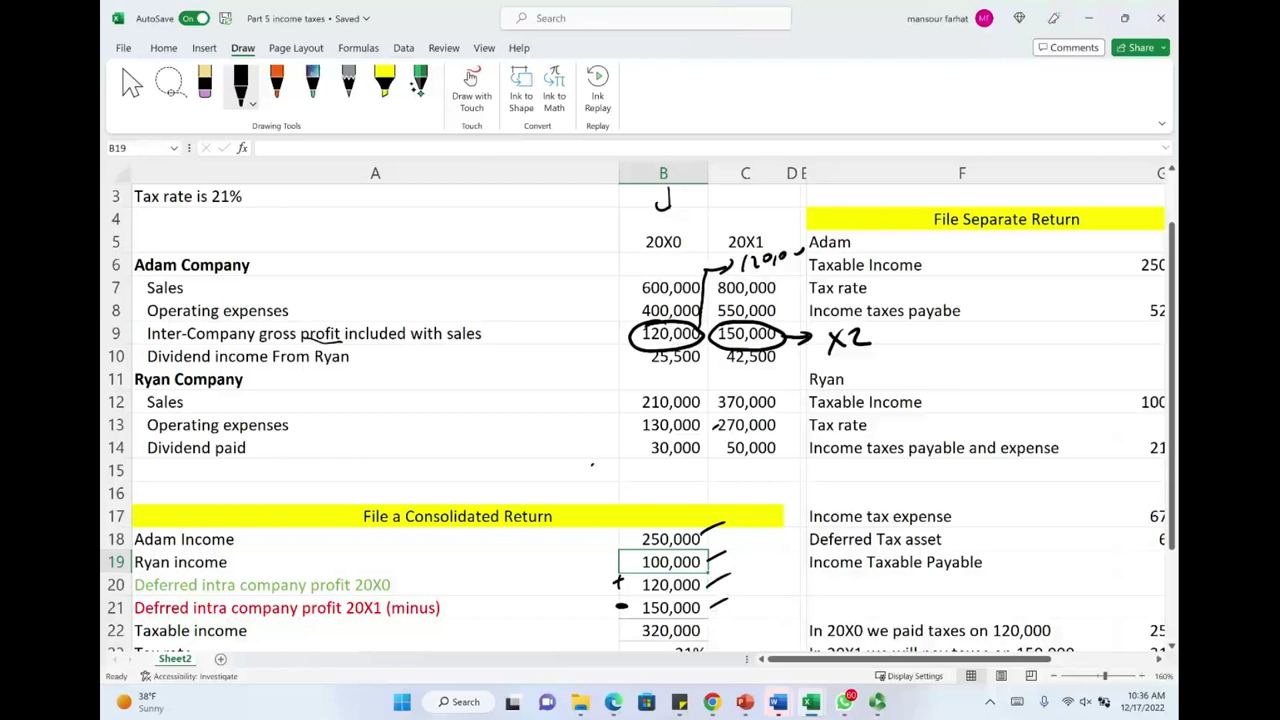 AutoSave On Part 5 income taxes • Saved Search mansour farhat MF
File Home Insert Draw Page Layout Formulas Data Review View Help Comments Share
Draw with Touch Ink to Shape Ink to Math Ink Replay
Drawing Tools Touch Convert Replay
B19 fx
A B C D E F G
3 Tax rate is 21%
4 File Separate Return
5 20X0 20X1 Adam
6 Adam Company 120,0 Taxable Income 250
7 Sales 600,000 800,000 Tax rate
8 Operating expenses 400,000 550,000 Income taxes payabe 52
9 Inter-Company gross profit included with sales 120,000 150,000 X2
10 Dividend income From Ryan 25,500 42,500
11 Ryan Company Ryan
12 Sales 210,000 370,000 Taxable Income 100
13 Operating expenses 130,000 270,000 Tax rate
14 Dividend paid 30,000 50,000 Income taxes payable and expense 21
15
16
17 File a Consolidated Return Income tax expense 67
18 Adam Income 250,000 Deferred Tax asset 6
19 Ryan income 100,000 Income Taxable Payable
20 Deferred intra company profit 20X0 + 120,000
21 Defrred intra company profit 20X1 (minus) - 150,000
22 Taxable income 320,000 In 20X0 we paid taxes on 120,000 25
Sheet2
Ready Accessibility: Investigate Display Settings 160%
38°F
Sunny
Search
60
10:36 AM
12/17/2022